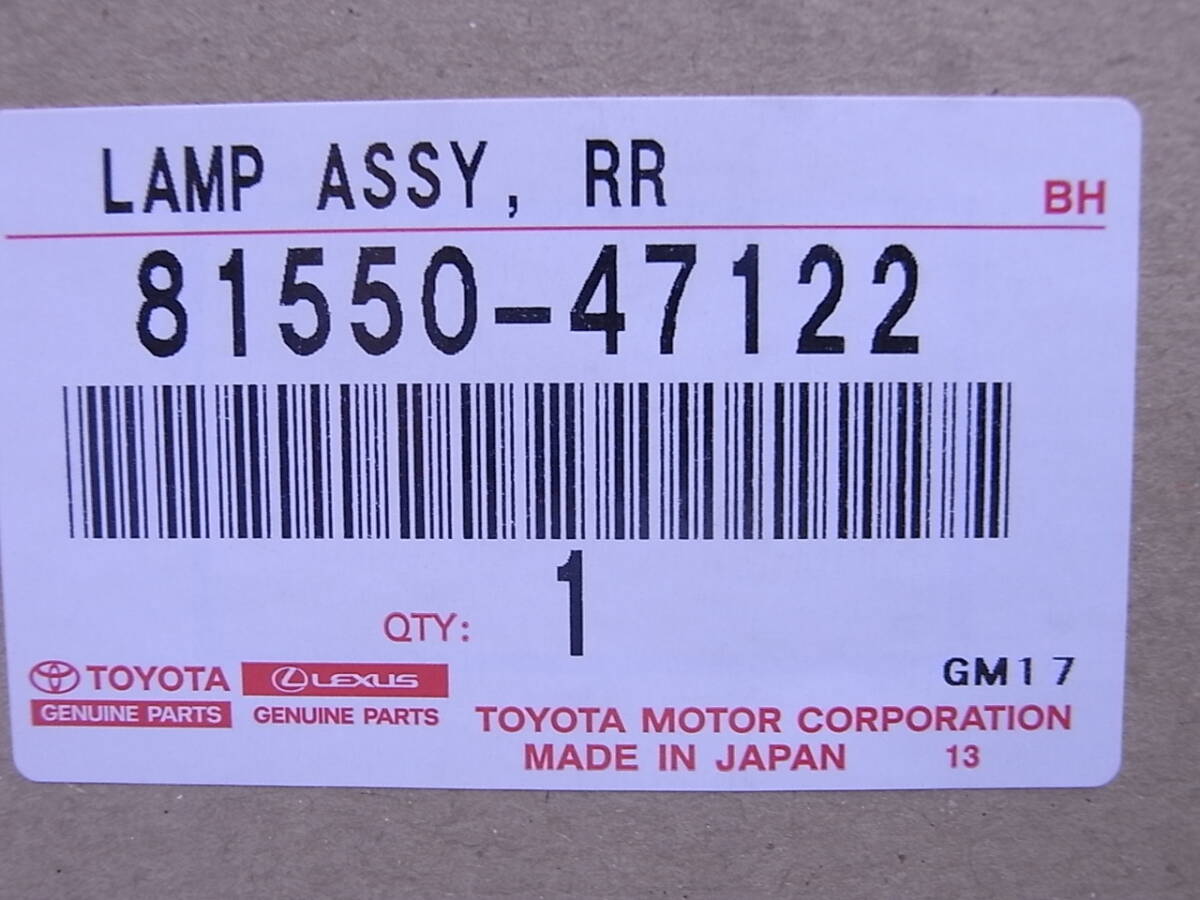 LAMP ASSY, RR
BH
81550-47122
QTY: 1
GM17
TOYOTA LEXUS
GENUINE PARTS GENUINE PARTS
TOYOTA MOTOR CORPORATION
MADE IN JAPAN 13